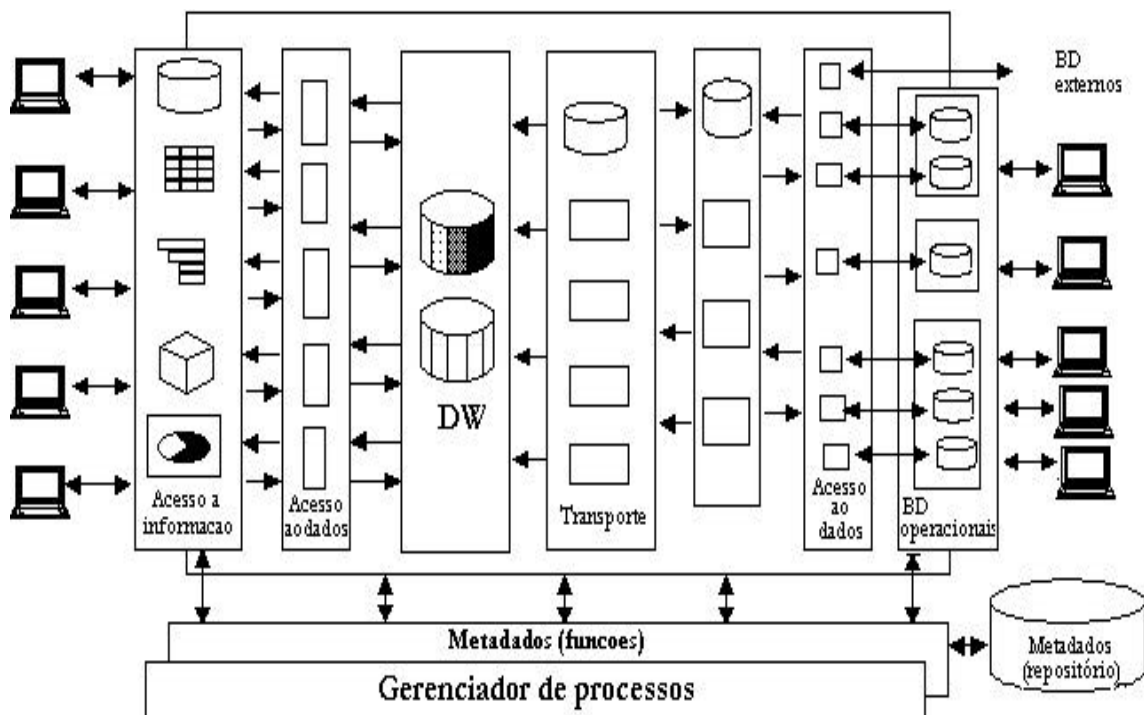 BD
externos
Acesso a
informacao
Acesso
aodados
DW
Transporte
Acesso
ao
dados
BD
operacionais
Metadados (funcoes)
Gerenciador de processos
Metadados
(repositório)